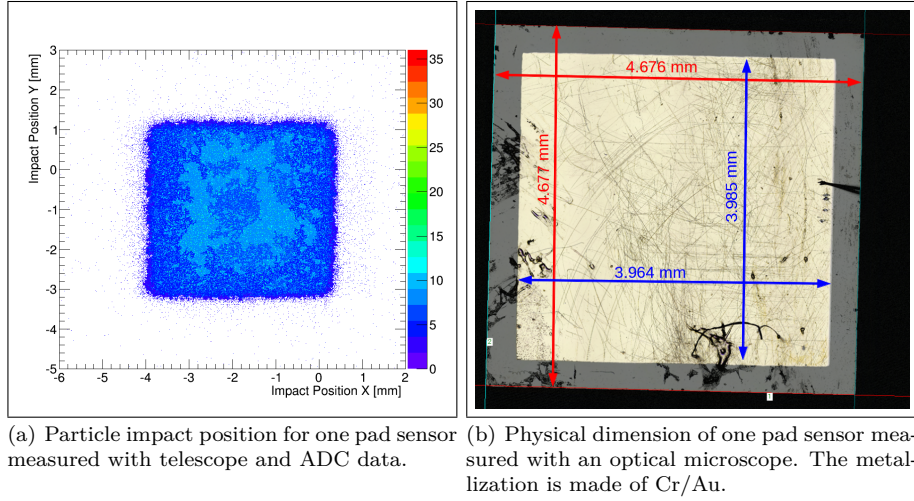 3
2
1
0
-1
-2
-3
-4
-5
Impact Position Y [mm]
-6 -5 -4 -3 -2 -1 0 1 2
Impact Position X [mm]
35
30
25
20
15
10
5
0
4.676 mm
4.677 mm
3.985 mm
3.964 mm
(a) Particle impact position for one pad sensor
measured with telescope and ADC data.
(b) Physical dimension of one pad sensor mea-
sured with an optical microscope. The metal-
lization is made of Cr/Au.